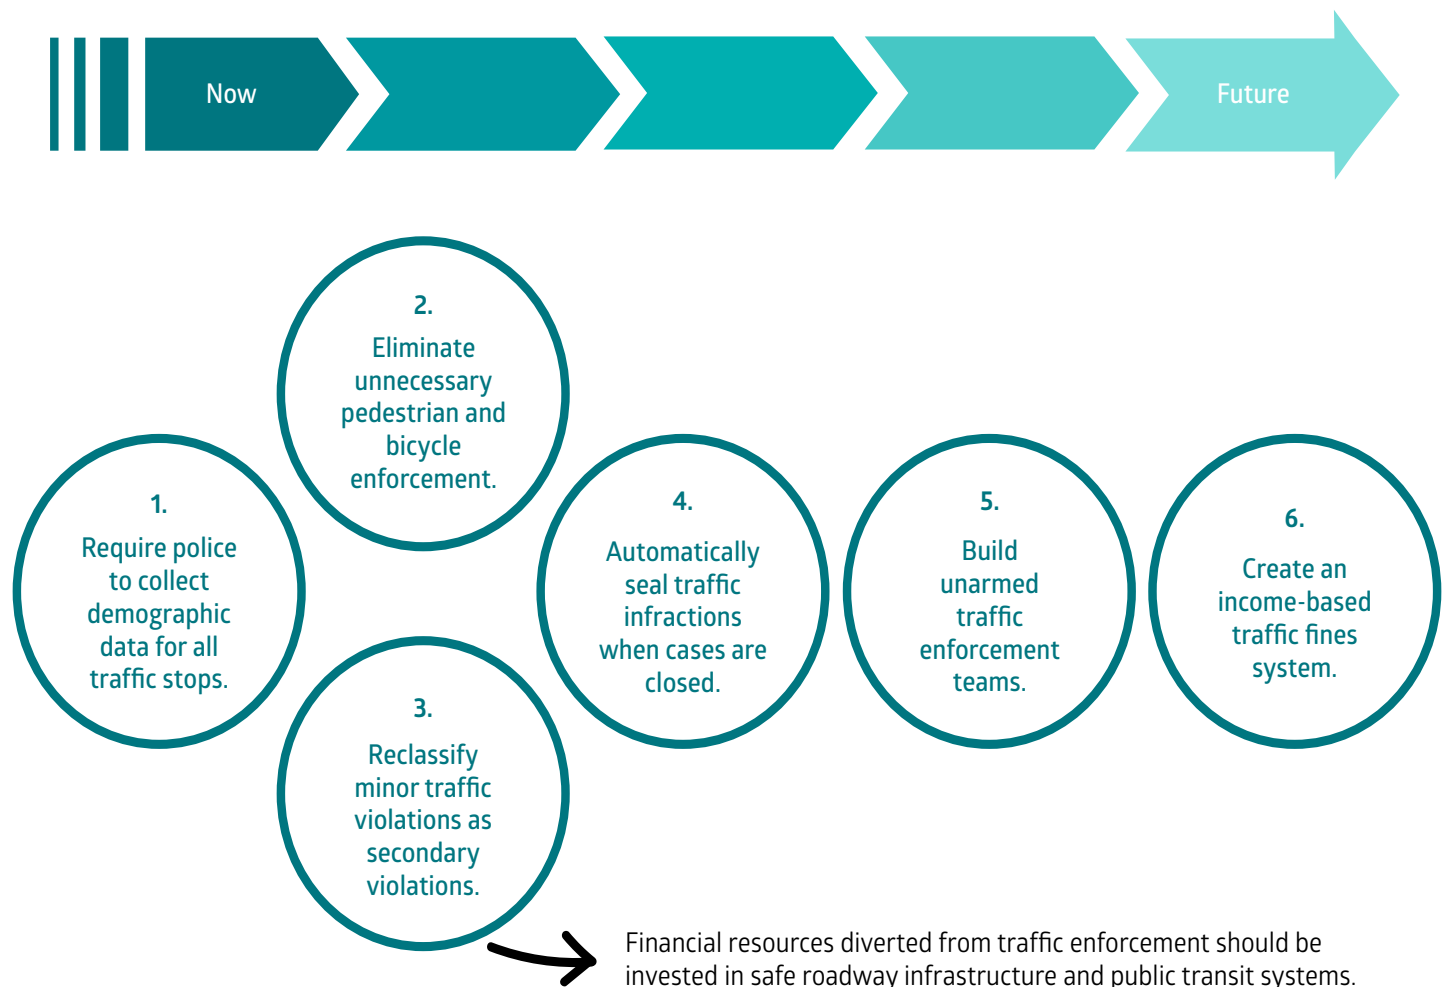 Now
Future
1.
Require police
to collect
demographic
data for all
traffic stops.
2.
Eliminate
unnecessary
pedestrian and
bicycle
enforcement.
3.
Reclassify
minor traffic
violations as
secondary
violations.
4.
Automatically
seal traffic
infractions
when cases are
closed.
5.
Build
unarmed
traffic
enforcement
teams.
6.
Create an
income-based
traffic fines
system.
Financial resources diverted from traffic enforcement should be
invested in safe roadway infrastructure and public transit systems.